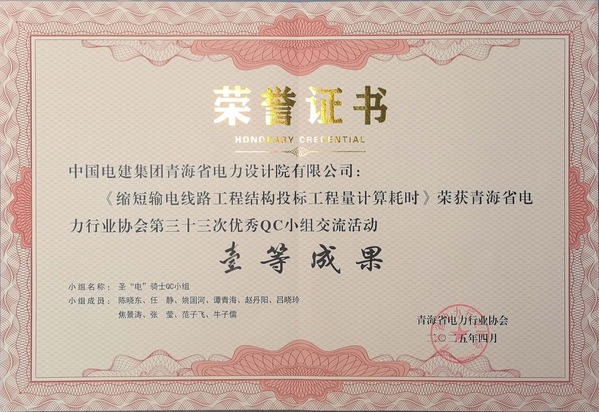 荣誉证书
HONORARY CREDENTIAL
中国电建集团青海省电力设计院有限公司：
《缩短输电线路工程结构投标工程量计算耗时》荣获青海省电
力行业协会第三十三次优秀QC小组交流活动
壹等成果
小组名称：圣“电”骑士QC小组
小组成员：陈晓东、任 静、姚国河、谭青海、赵丹阳、吕晓玲
焦景涛、张 莹、范子飞、牛子儒
青海省电力行业协会
二〇二五年四月